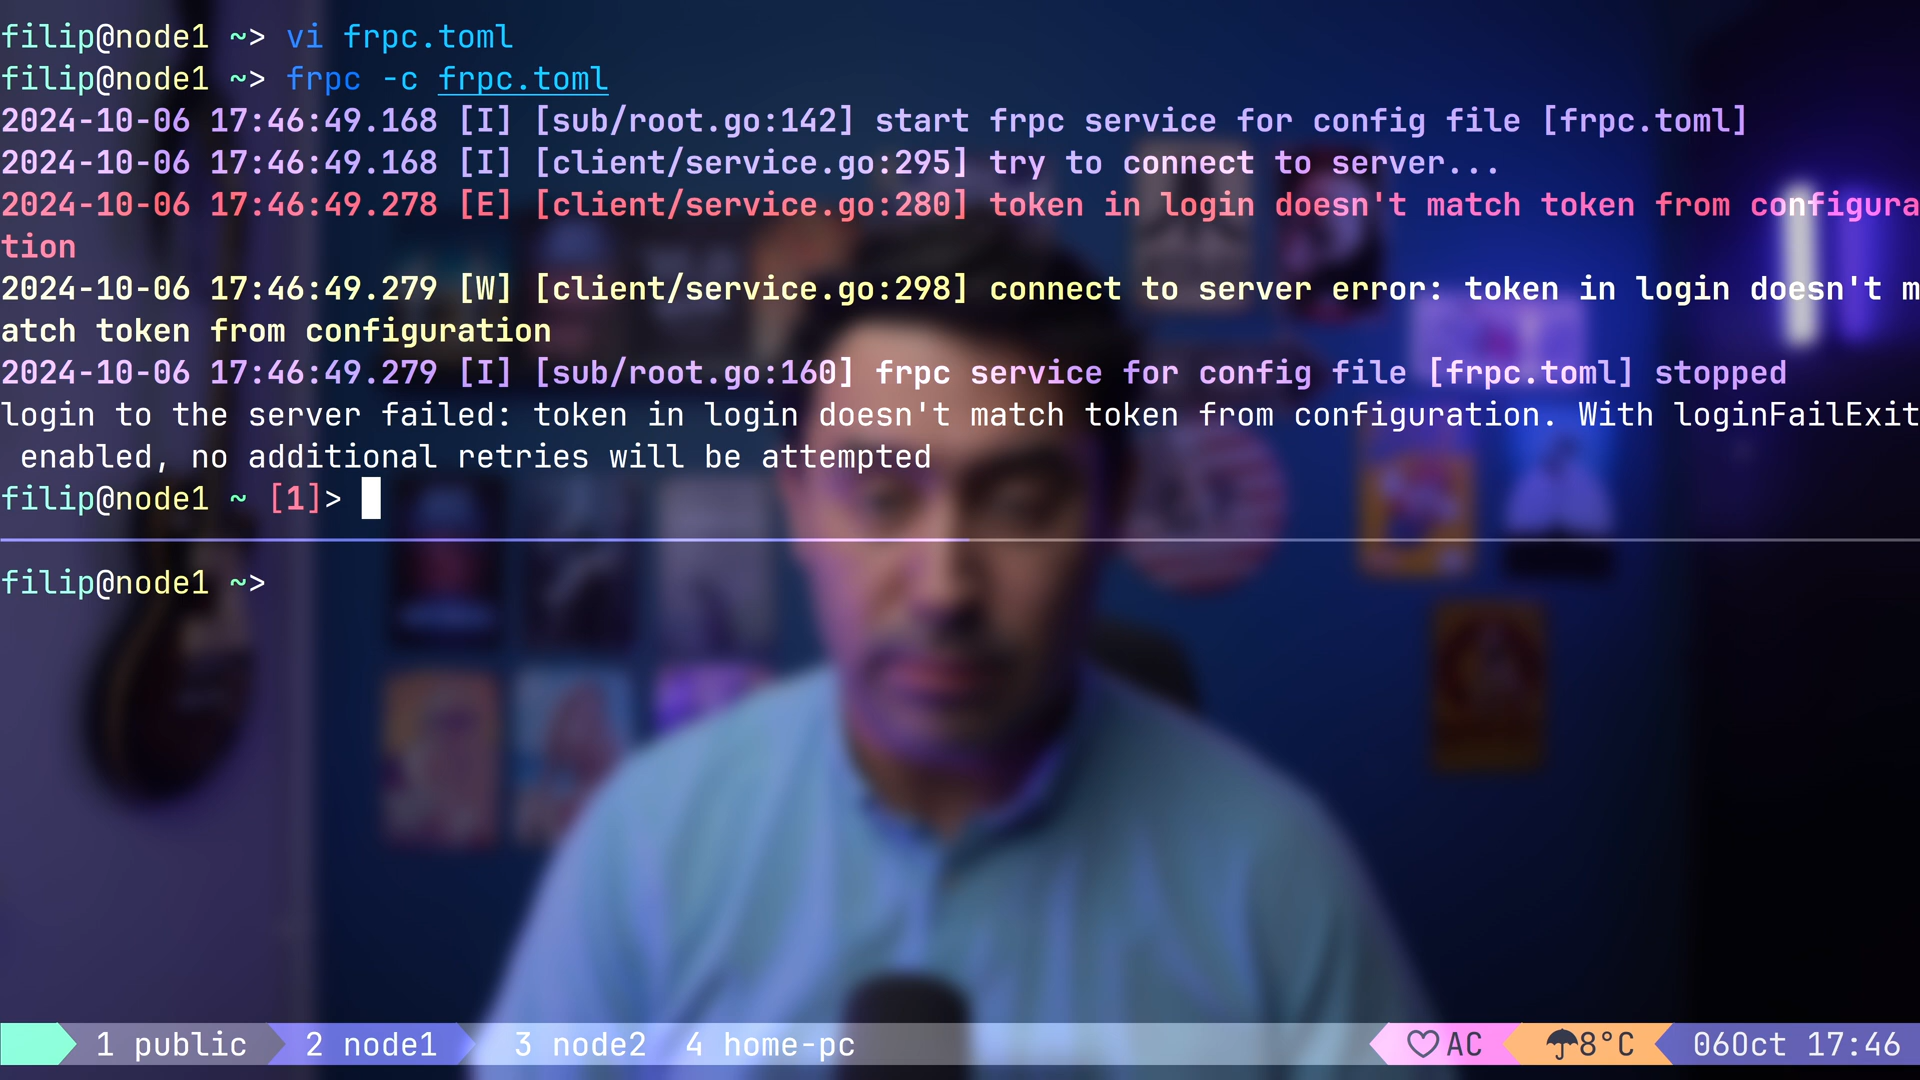 filip@node1 ~> vi frpc.toml
filip@node1 ~> frpc -c frpc.toml
2024-10-06 17:46:49.168 [I] [sub/root.go:142] start frpc service for config file [frpc.toml]
2024-10-06 17:46:49.168 [I] [client/service.go:295] try to connect to server...
2024-10-06 17:46:49.278 [E] [client/service.go:280] token in login doesn't match token from configura
tion
2024-10-06 17:46:49.279 [W] [client/service.go:298] connect to server error: token in login doesn't m
atch token from configuration
2024-10-06 17:46:49.279 [I] [sub/root.go:160] frpc service for config file [frpc.toml] stopped
login to the server failed: token in login doesn't match token from configuration. With loginFailExit
 enabled, no additional retries will be attempted
filip@node1 ~ [1]>
filip@node1 ~>
1 public 2 node1 3 node2 4 home-pc ♡ AC ☂8°C 06Oct 17:46